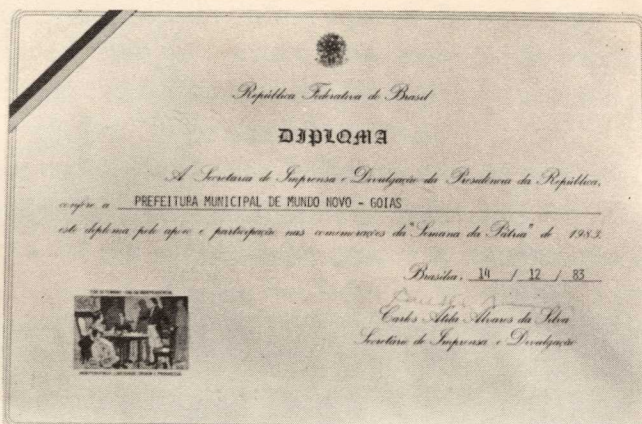 República Federativa do Brasil
DIPLOMA
A Secretaria de Imprensa e Divulgação da Presidência da República,
confere a PREFEITURA MUNICIPAL DE MUNDO NOVO - GOIAS
este diploma pelo apoio e participação nas comemorações da "Semana da Pátria" de 1983.
Brasília, 14 / 12 / 83
Carlos Átila Álvares da Silva
Secretário de Imprensa e Divulgação